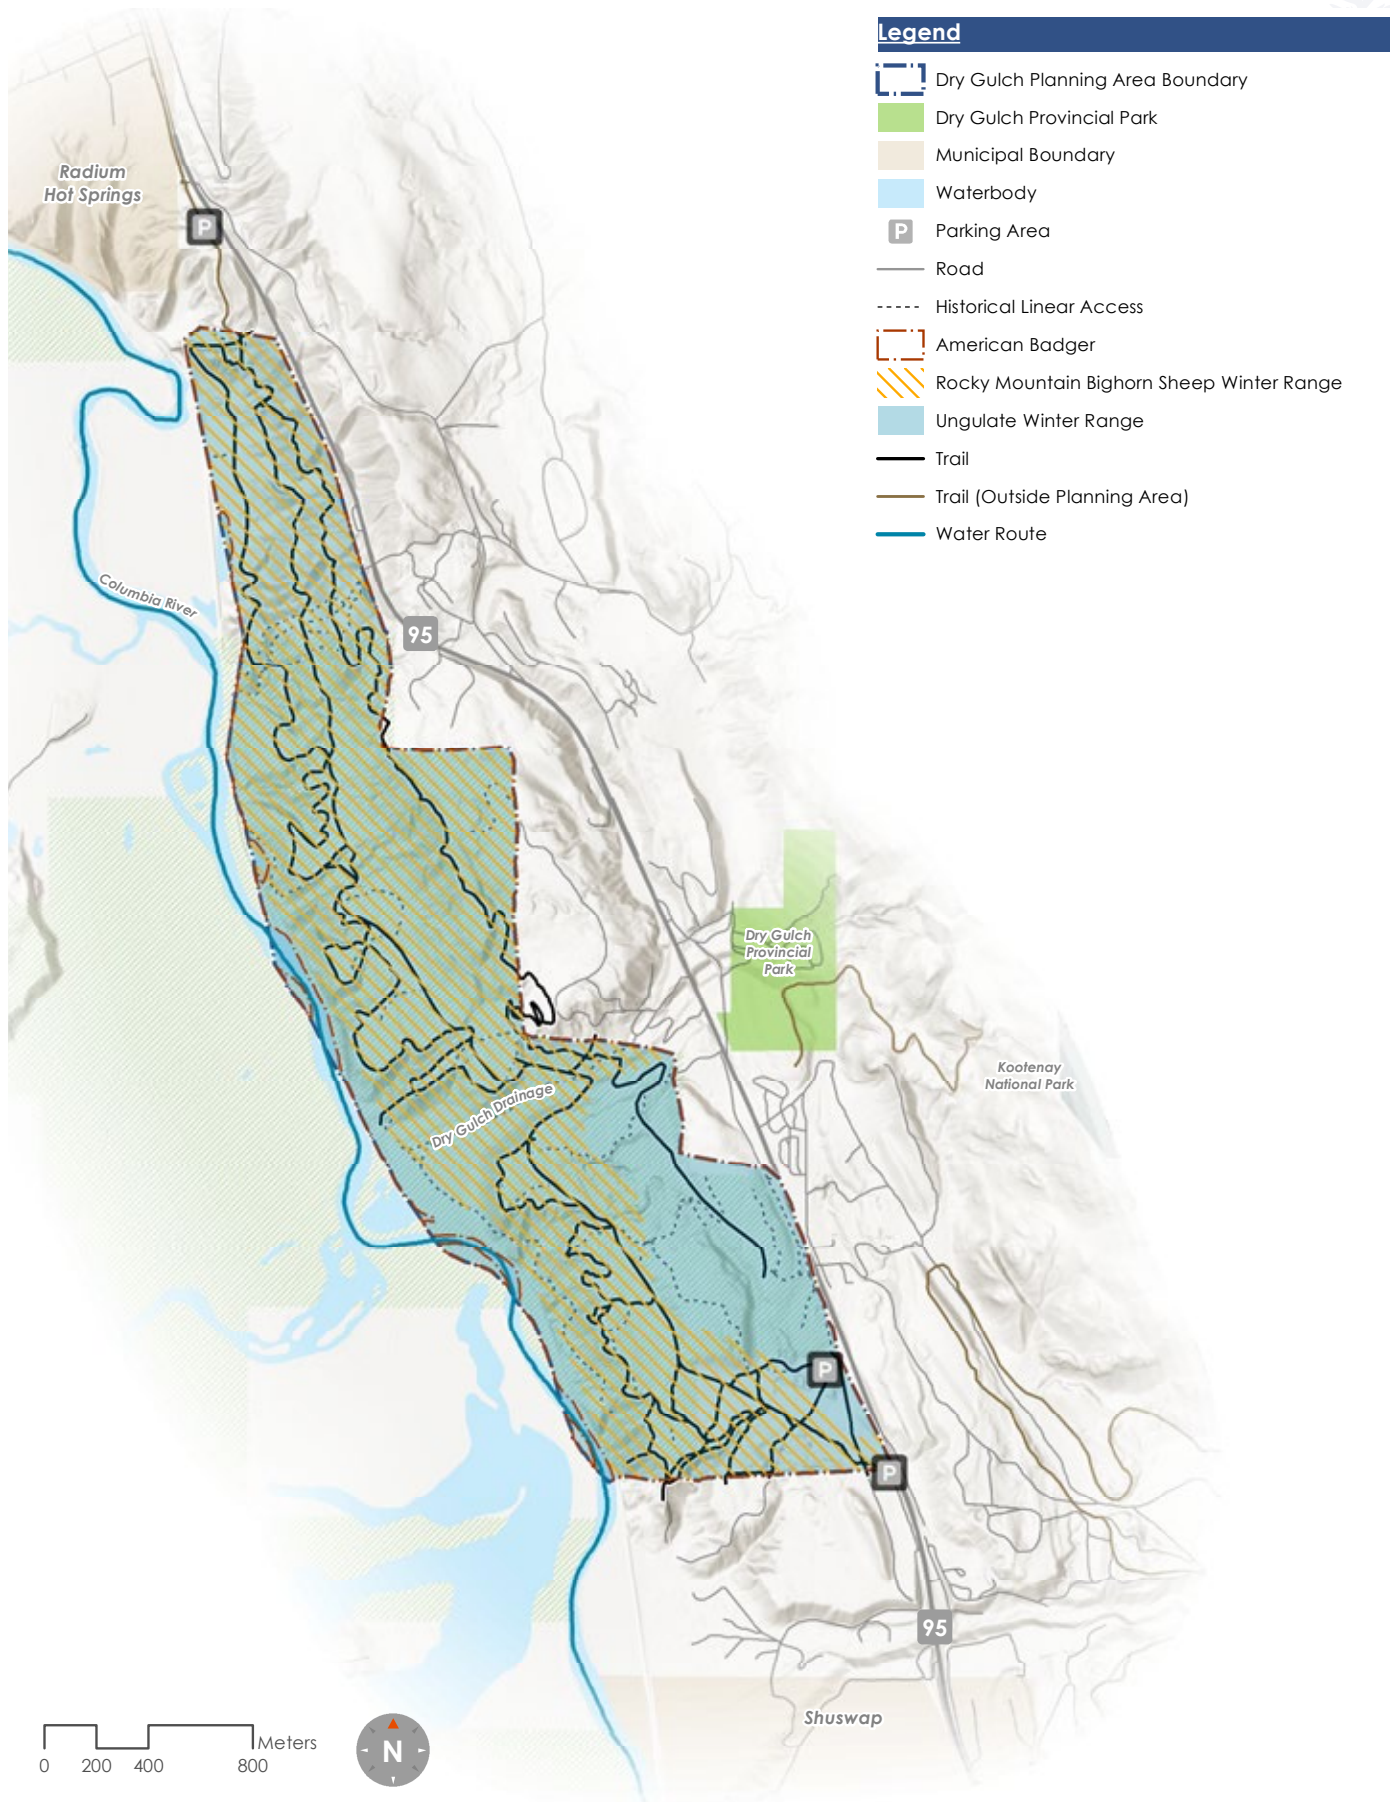 Legend
Dry Gulch Planning Area Boundary
Dry Gulch Provincial Park
Municipal Boundary
Waterbody
P
Parking Area
Road
Historical Linear Access
American Badger
Rocky Mountain Bighorn Sheep Winter Range
Ungulate Winter Range
Trail
Trail (Outside Planning Area)
Water Route
Radium
Hot Springs
P
Columbia River
95
Dry Gulch
Provincial
Park
Kootenay
National Park
Dry Gulch Drainage
P
P
95
Shuswap
Meters
0 200 400 800
N